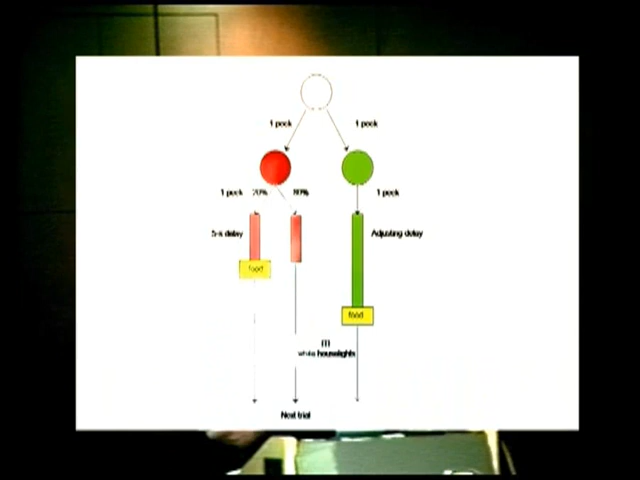 1 peck
1 peck
1 peck 20% 80%
1 peck
5-s delay
Adjusting delay
food
food
ITI
white houselights
Next trial